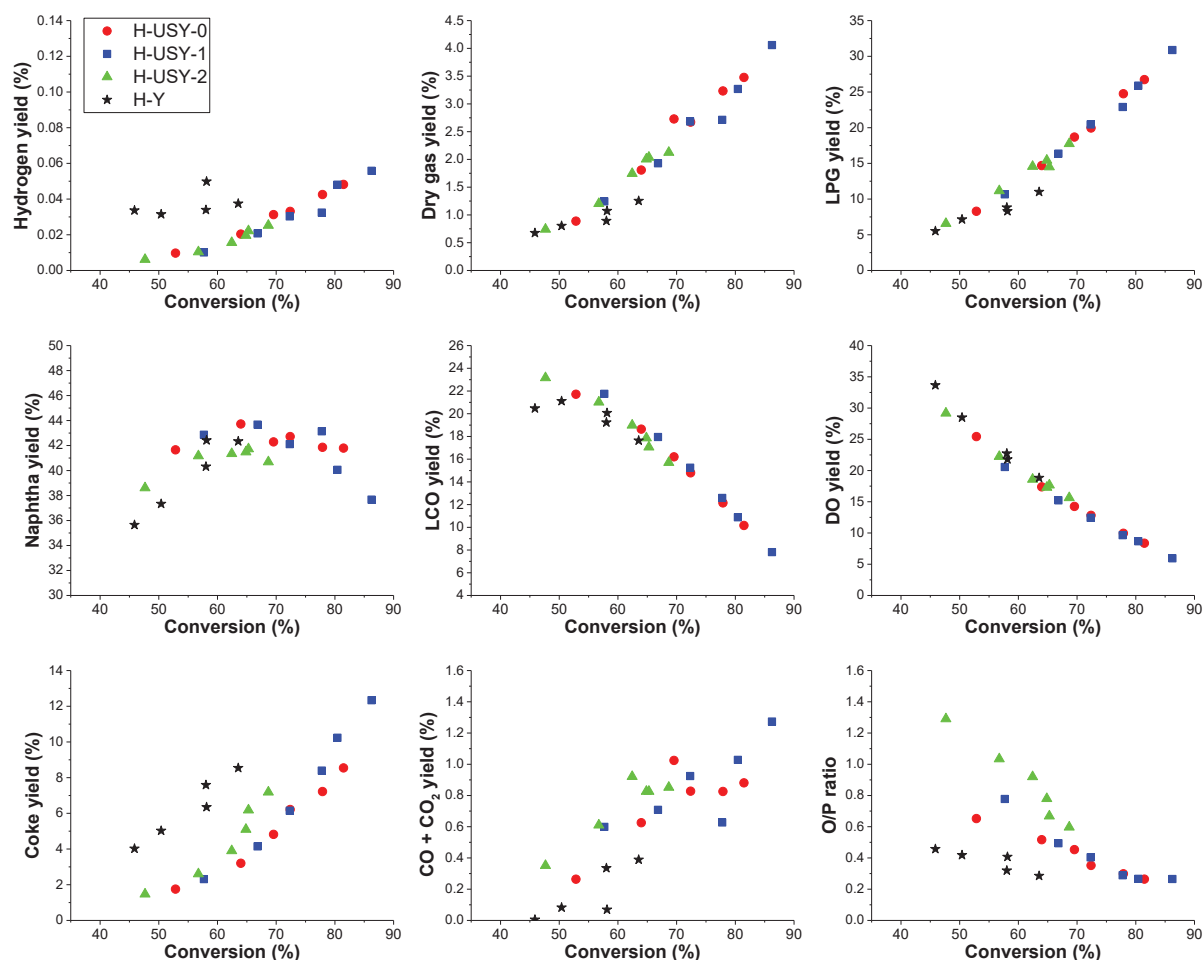 0.14
0.12
0.10
0.08
0.06
0.04
0.02
0.00
Hydrogen yield (%)
H-USY-0
H-USY-1
H-USY-2
H-Y
40 50 60 70 80 90
Conversion (%)
4.5
4.0
3.5
3.0
2.5
2.0
1.5
1.0
0.5
0.0
Dry gas yield (%)
40 50 60 70 80 90
Conversion (%)
40
35
30
25
20
15
10
5
0
LPG yield (%)
40 50 60 70 80 90
Conversion (%)
50
48
46
44
42
40
38
36
34
32
30
Naphtha yield (%)
40 50 60 70 80 90
Conversion (%)
26
24
22
20
18
16
14
12
10
8
6
4
LCO yield (%)
40 50 60 70 80 90
Conversion (%)
40
35
30
25
20
15
10
5
0
DO yield (%)
40 50 60 70 80 90
Conversion (%)
14
12
10
8
6
4
2
0
Coke yield (%)
40 50 60 70 80 90
Conversion (%)
1.6
1.4
1.2
1.0
0.8
0.6
0.4
0.2
0.0
CO + CO₂ yield (%)
40 50 60 70 80 90
Conversion (%)
1.6
1.4
1.2
1.0
0.8
0.6
0.4
0.2
0.0
O/P ratio
40 50 60 70 80 90
Conversion (%)